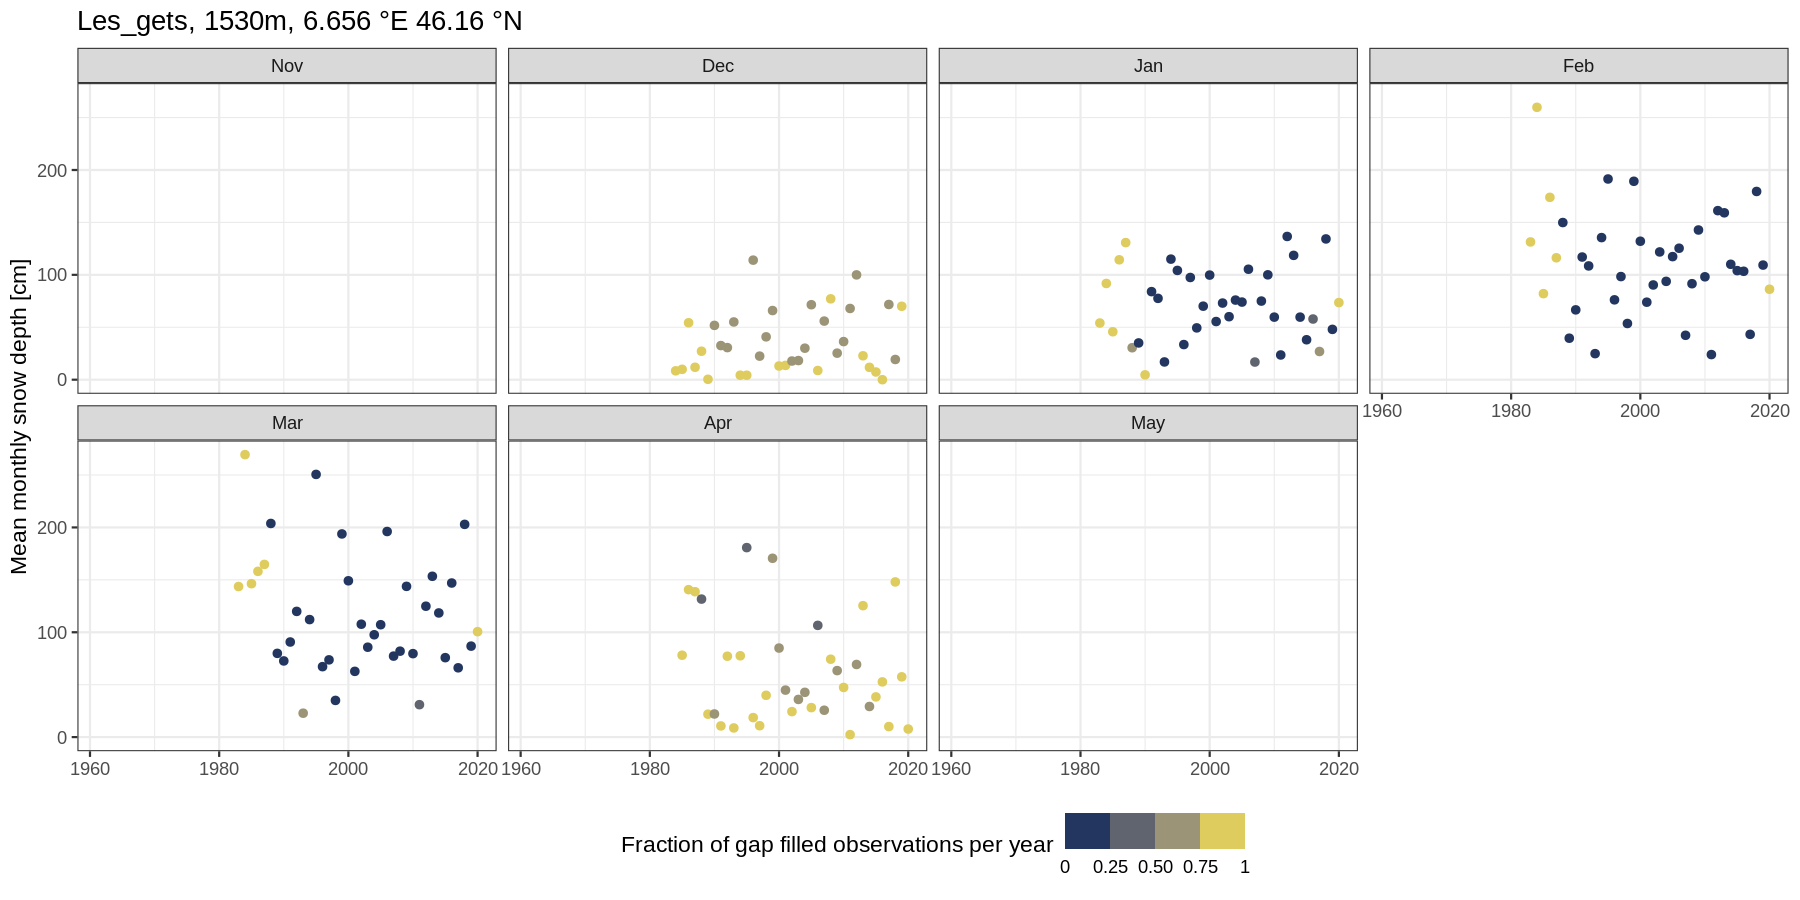 Les_gets, 1530m, 6.656 °E 46.16 °N
Nov
Dec
Jan
Feb
Mean monthly snow depth [cm]
200
100
0
1960
1980
2000
2020
Mar
Apr
May
200
100
0
1960
1980
2000
2020
1960
1980
2000
2020
1960
1980
2000
2020
Fraction of gap filled observations per year
0
0.25
0.50
0.75
1